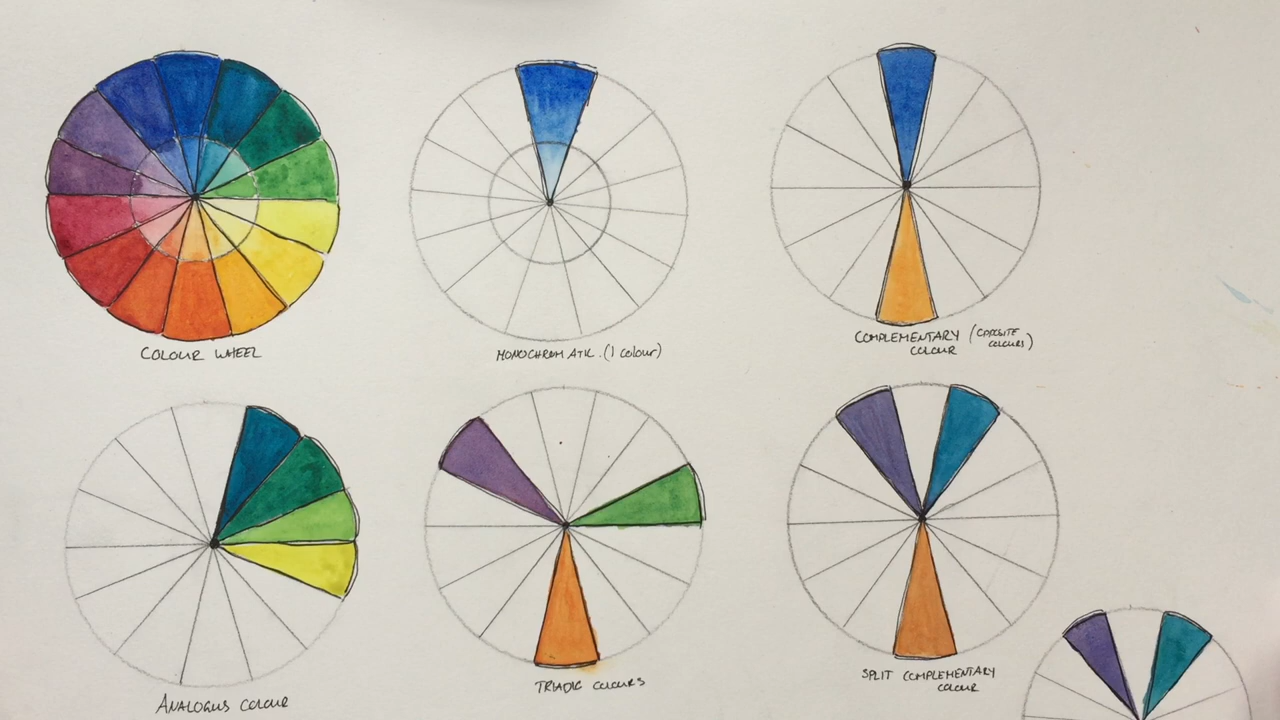 COLOUR WHEEL
MONOCHROMATIC. (1 colour)
COMPLEMENTARY (OPPOSITE
COLOUR COLOURS)
ANALOGUS COLOUR
TRIADIC COLOURS
SPLIT COMPLEMENTARY
COLOUR